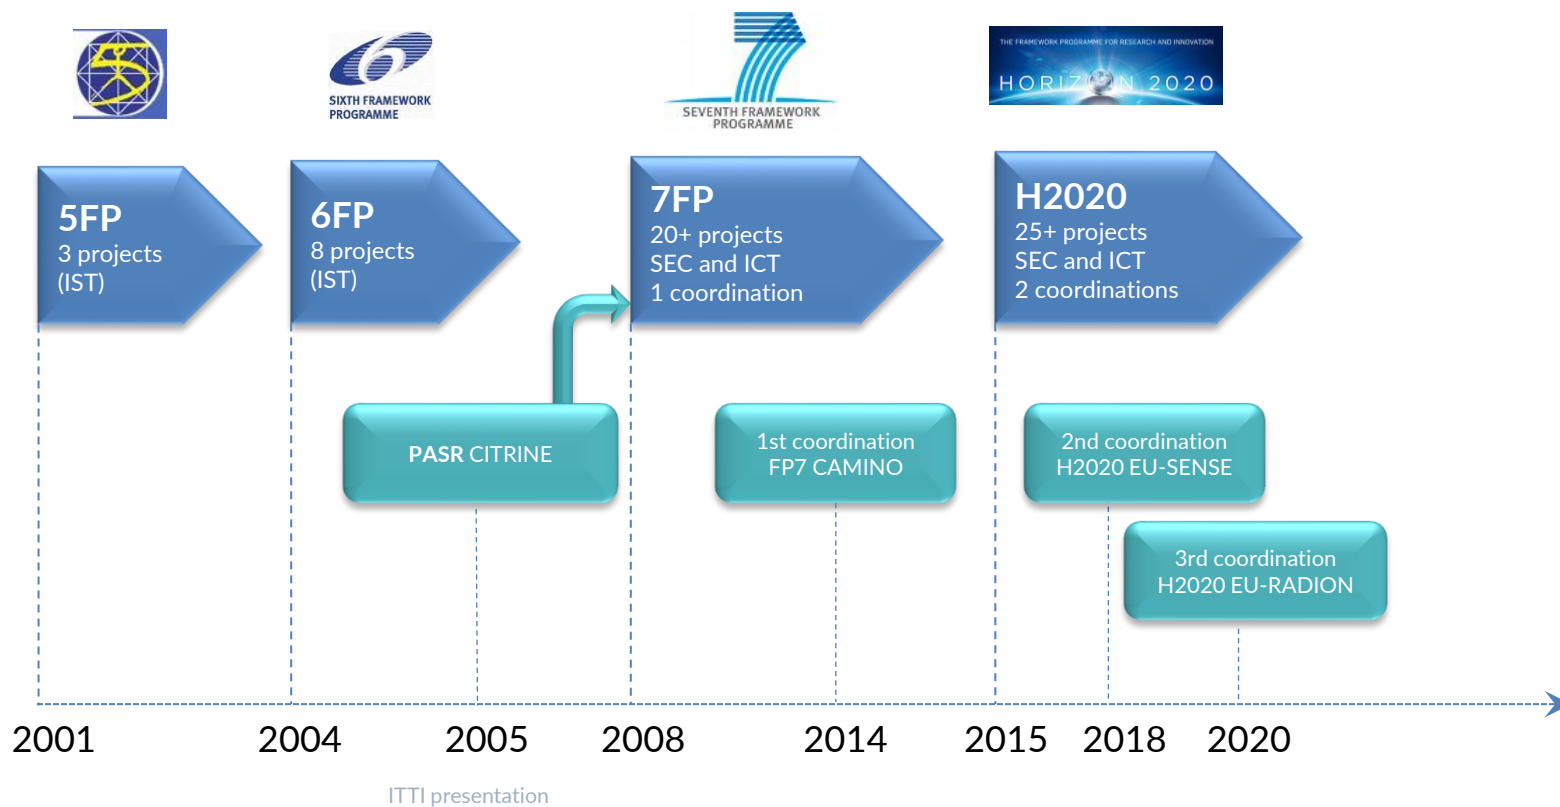 5
6
SIXTH FRAMEWORK
PROGRAMME
7
SEVENTH FRAMEWORK
PROGRAMME
THE FRAMEWORK PROGRAMME FOR RESEARCH AND INNOVATION
HORIZON 2020
5FP
3 projects
(IST)
6FP
8 projects
(IST)
7FP
20+ projects
SEC and ICT
1 coordination
H2020
25+ projects
SEC and ICT
2 coordinations
PASR CITRINE
1st coordination
FP7 CAMINO
2nd coordination
H2020 EU-SENSE
3rd coordination
H2020 EU-RADION
2001 2004 2005 2008 2014 2015 2018 2020
ITTI presentation